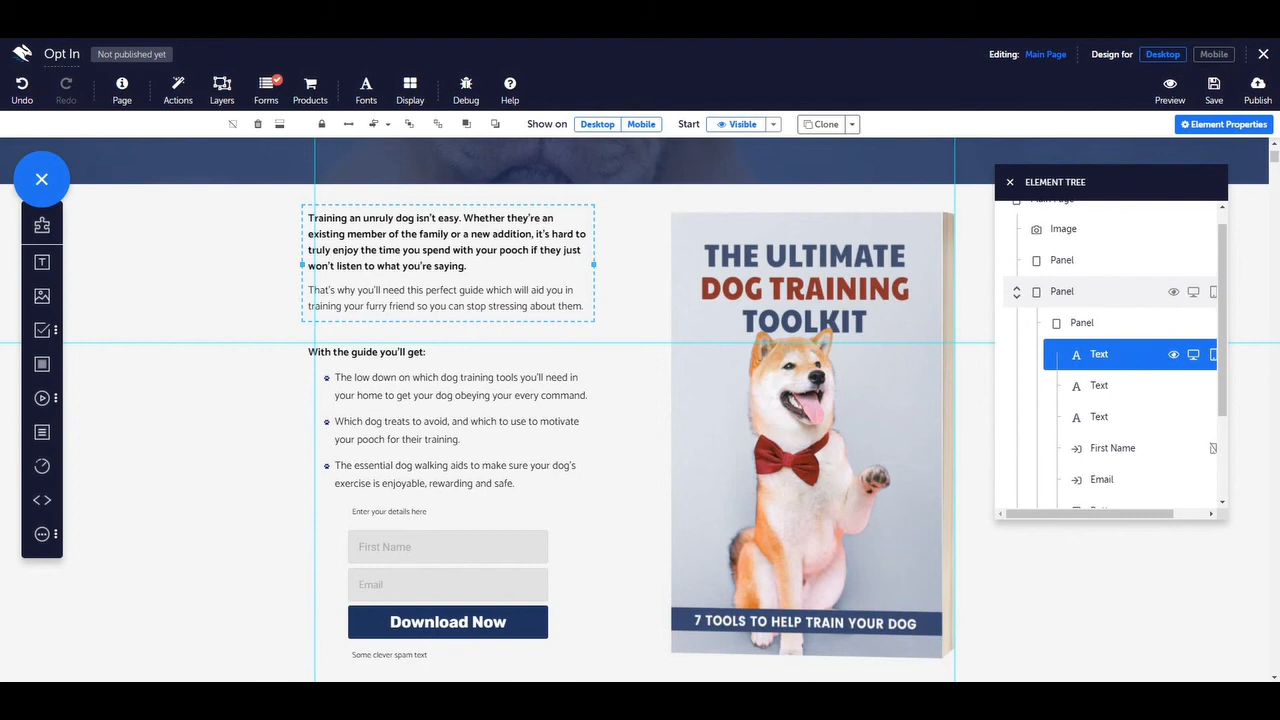 Opt In
Not published yet
Editing: Main Page
Design for
Desktop
Mobile
Undo
Redo
Page
Actions
Layers
Forms
Products
Fonts
Display
Debug
Help
Preview
Save
Publish
Show on
Desktop
Mobile
Start
Visible
Clone
Element Properties
Training an unruly dog isn't easy. Whether they're an
existing member of the family or a new addition, it's hard to
truly enjoy the time you spend with your pooch if they just
won't listen to what you're saying.
That's why you'll need this perfect guide which will aid you in
training your furry friend so you can stop stressing about them.
With the guide you'll get:
The low down on which dog training tools you'll need in
your home to get your dog obeying your every command.
Which dog treats to avoid, and which to use to motivate
your pooch for their training.
The essential dog walking aids to make sure your dog's
exercise is enjoyable, rewarding and safe.
Enter your details here
First Name
Email
Download Now
Some clever spam text
THE ULTIMATE
DOG TRAINING
TOOLKIT
7 TOOLS TO HELP TRAIN YOUR DOG
ELEMENT TREE
Main Page
Image
Panel
Panel
Panel
Text
Text
Text
First Name
Email